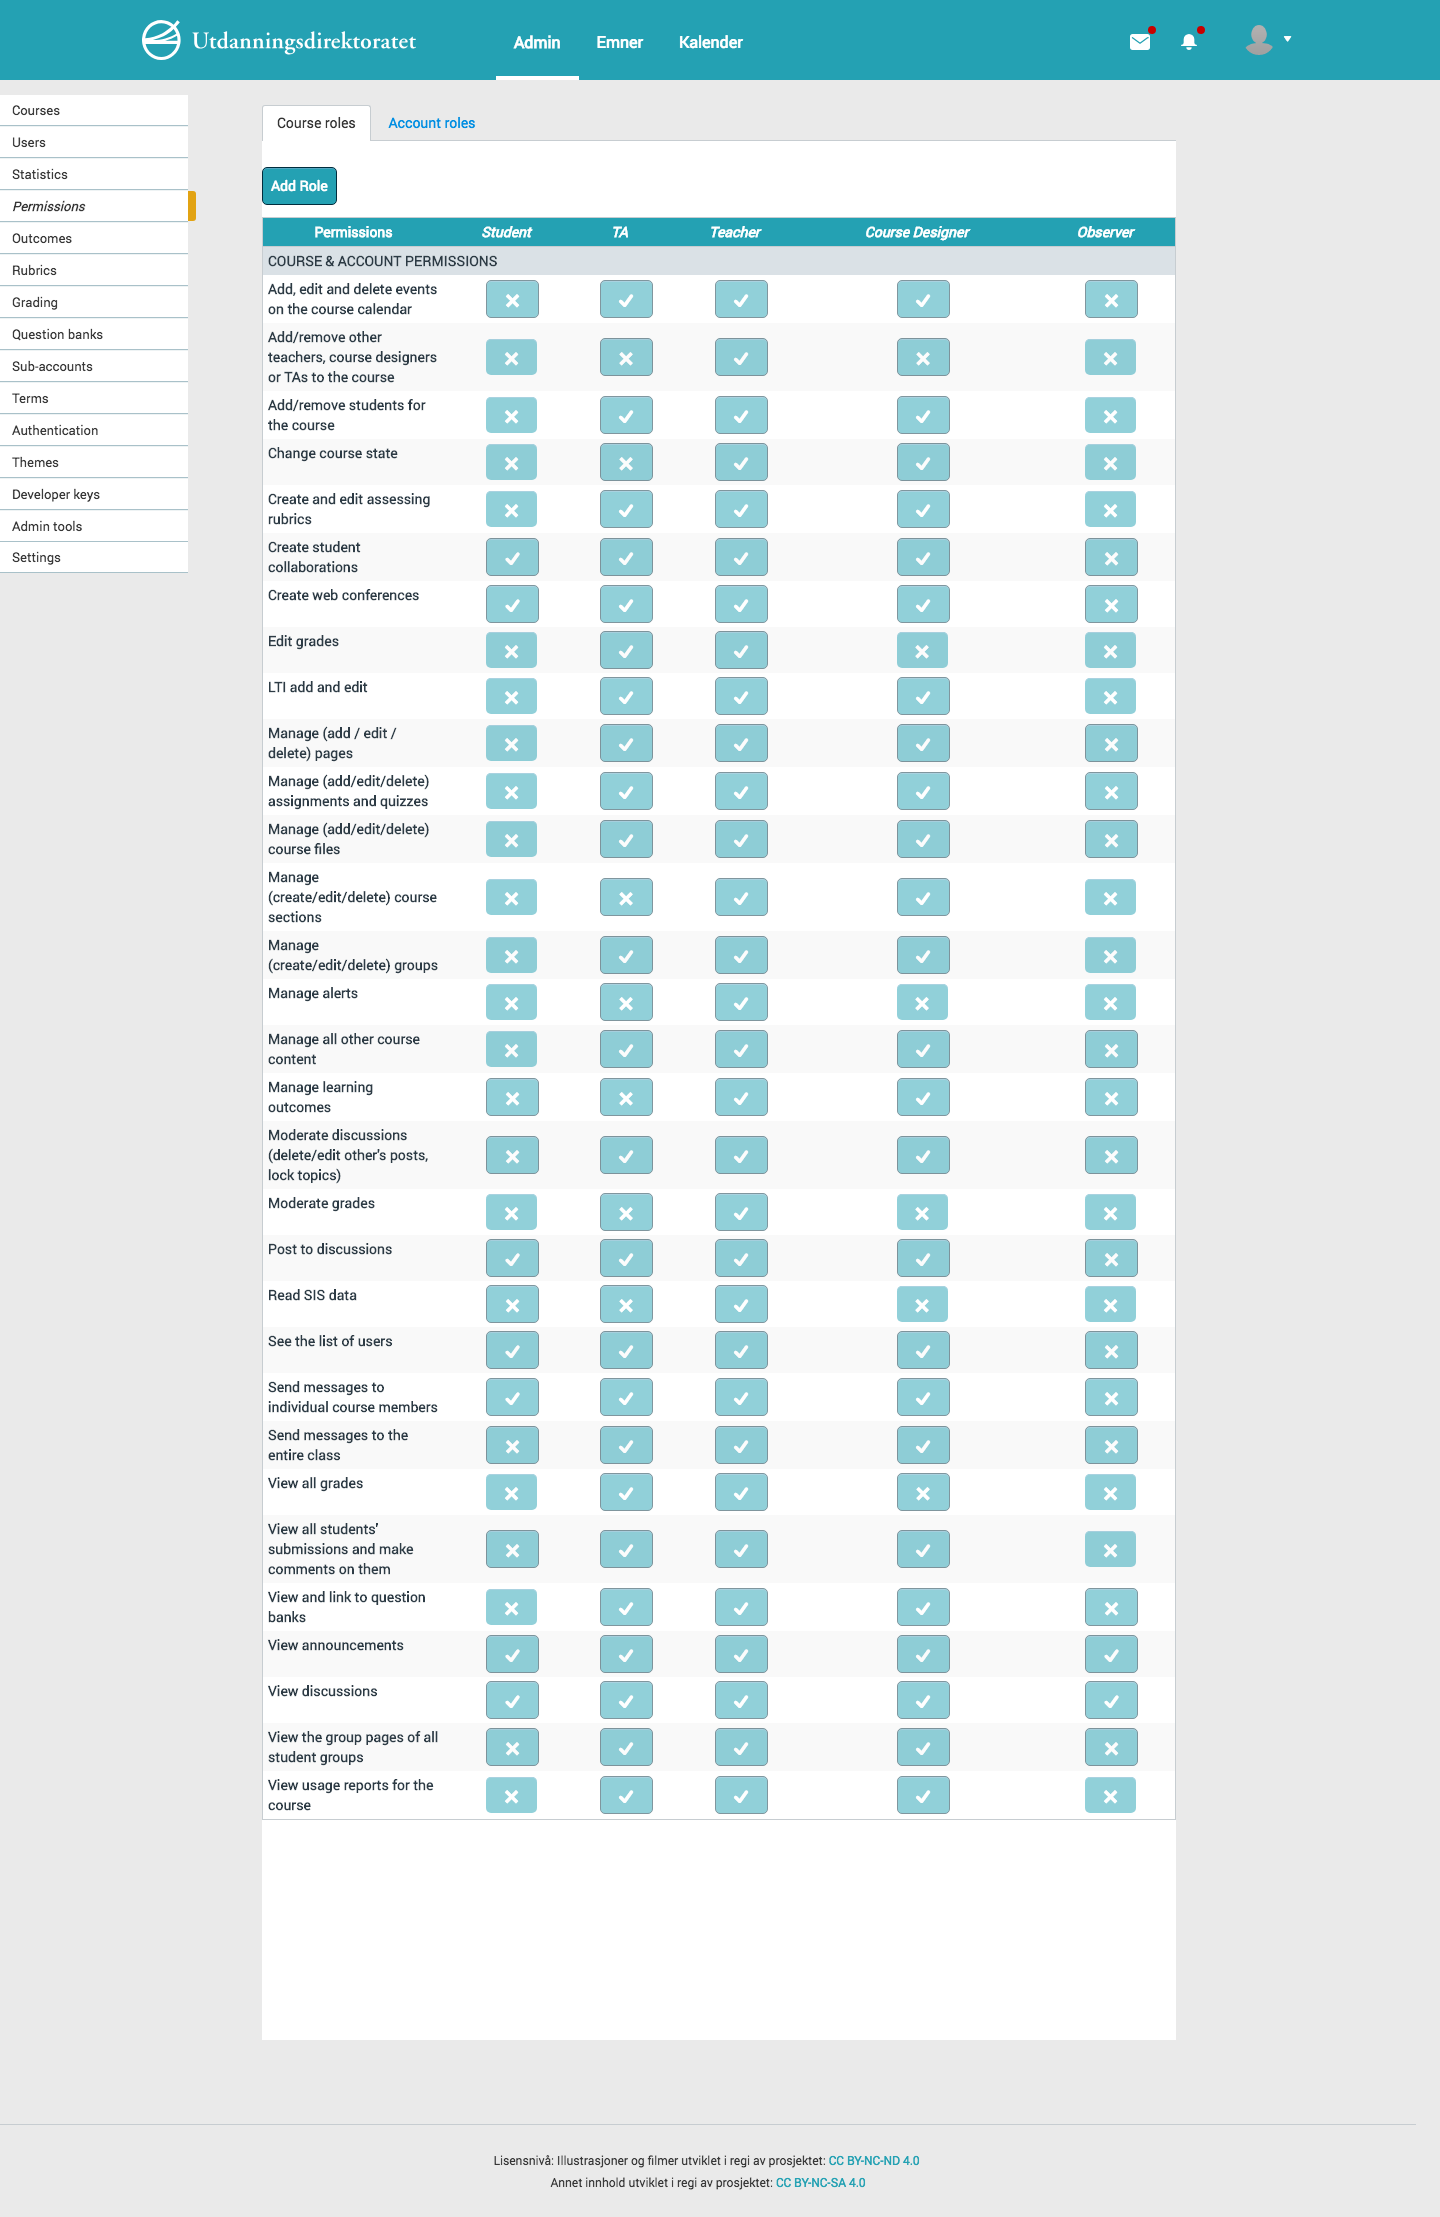 Utdanningsdirektoratet
Admin Emner Kalender
Courses
Users
Statistics
Permissions
Outcomes
Rubrics
Grading
Question banks
Sub-accounts
Terms
Authentication
Themes
Developer keys
Admin tools
Settings
Course roles Account roles
Add Role
Permissions Student TA Teacher Course Designer Observer
COURSE & ACCOUNT PERMISSIONS
Add, edit and delete events
on the course calendar
Add/remove other
teachers, course designers
or TAs to the course
Add/remove students for
the course
Change course state
Create and edit assessing
rubrics
Create student
collaborations
Create web conferences
Edit grades
LTI add and edit
Manage (add / edit /
delete) pages
Manage (add/edit/delete)
assignments and quizzes
Manage (add/edit/delete)
course files
Manage
(create/edit/delete) course
sections
Manage
(create/edit/delete) groups
Manage alerts
Manage all other course
content
Manage learning
outcomes
Moderate discussions
(delete/edit other's posts,
lock topics)
Moderate grades
Post to discussions
Read SIS data
See the list of users
Send messages to
individual course members
Send messages to the
entire class
View all grades
View all students'
submissions and make
comments on them
View and link to question
banks
View announcements
View discussions
View the group pages of all
student groups
View usage reports for the
course
Lisensnivå: Illustrasjoner og filmer utviklet i regi av prosjektet: CC BY-NC-ND 4.0
Annet innhold utviklet i regi av prosjektet: CC BY-NC-SA 4.0